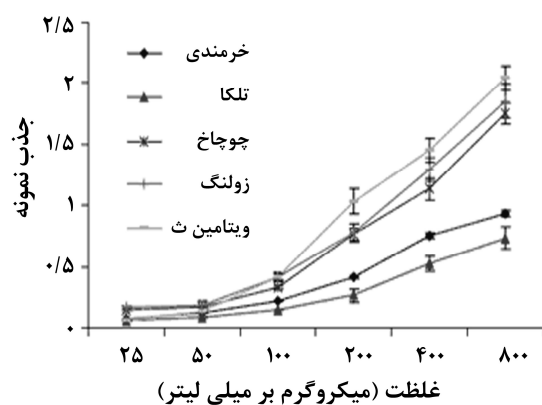 ۲/۵
۲
۱/۵
۱
۰/۵
۰
جذب نمونه
خرمندی
تلکا
چوچاخ
زولنگ
ویتامین ث
۲۵ ۵۰ ۱۰۰ ۲۰۰ ۴۰۰ ۸۰۰
غلظت (میکروگرم بر میلی لیتر)